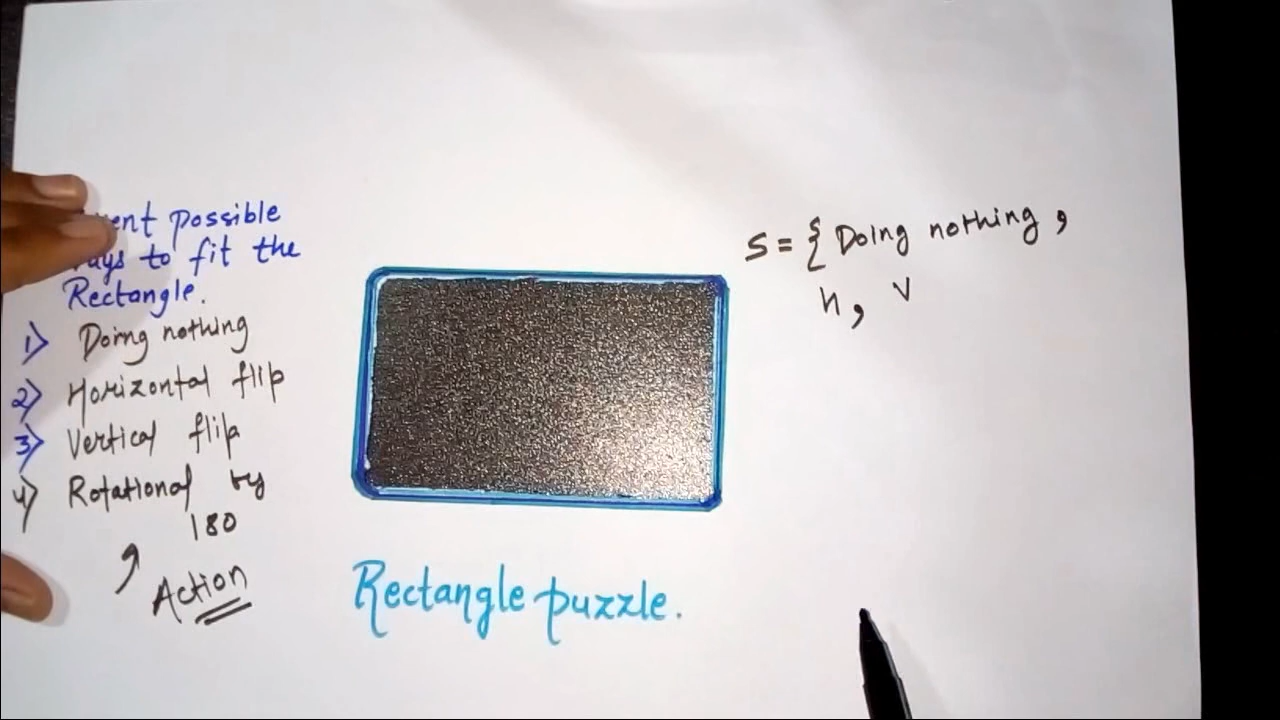 possible
to fit the
Rectangle.
1) Doing nothing
2) Horizontal flip
3) Vertical flip
4) Rotational by
180
Action
Rectangle puzzle.
S = { Doing nothing ,
h, v